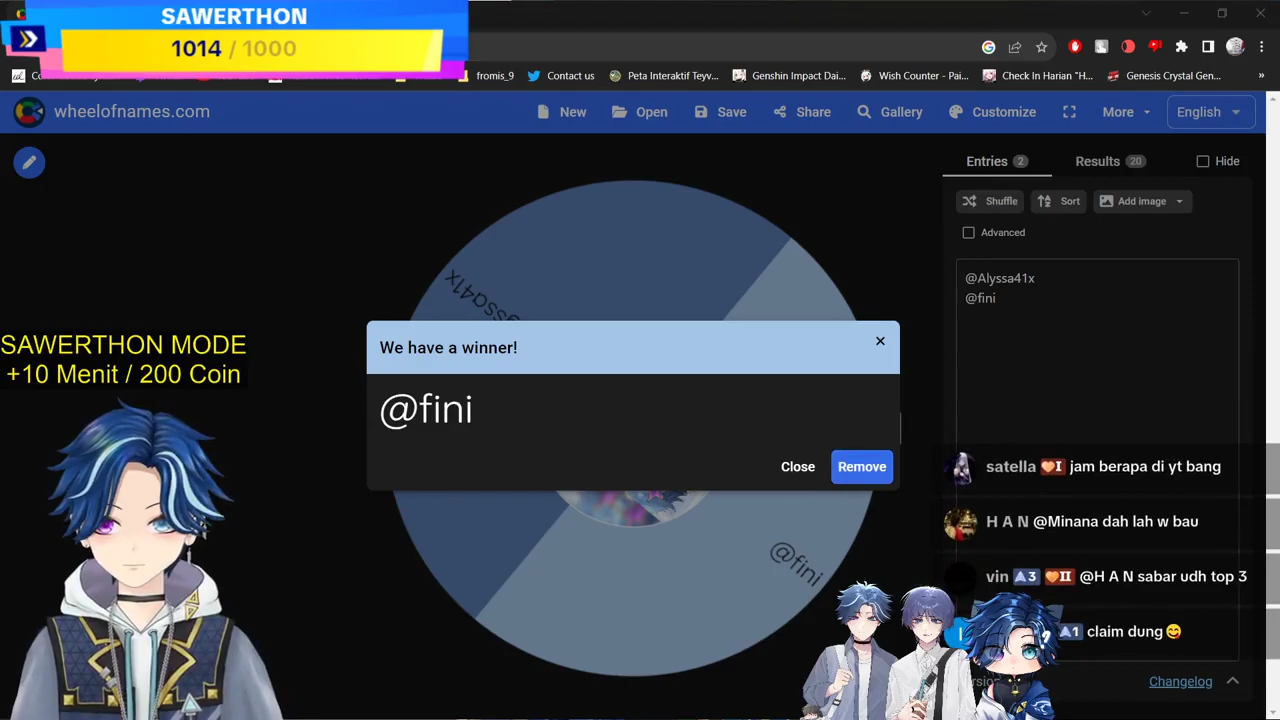 SAWERTHON
1014 / 1000
fromis_9
Contact us
Peta Interaktif Teyv...
Genshin Impact Dai...
Wish Counter - Pai...
Check In Harian "H...
Genesis Crystal Gen...
»
wheelofnames.com
New
Open
Save
Share
Gallery
Customize
More
English
Entries 2
Results 20
Hide
Shuffle
Sort
Add image
Advanced
@Alyssa41x
@fini
We have a winner!
@fini
Close
Remove
@fini
SAWERTHON MODE
+10 Menit / 200 Coin
satella I jam berapa di yt bang
H A N @Minana dah lah w bau
vin 3 II @H A N sabar udh top 3
1 claim dung😋
Changelog